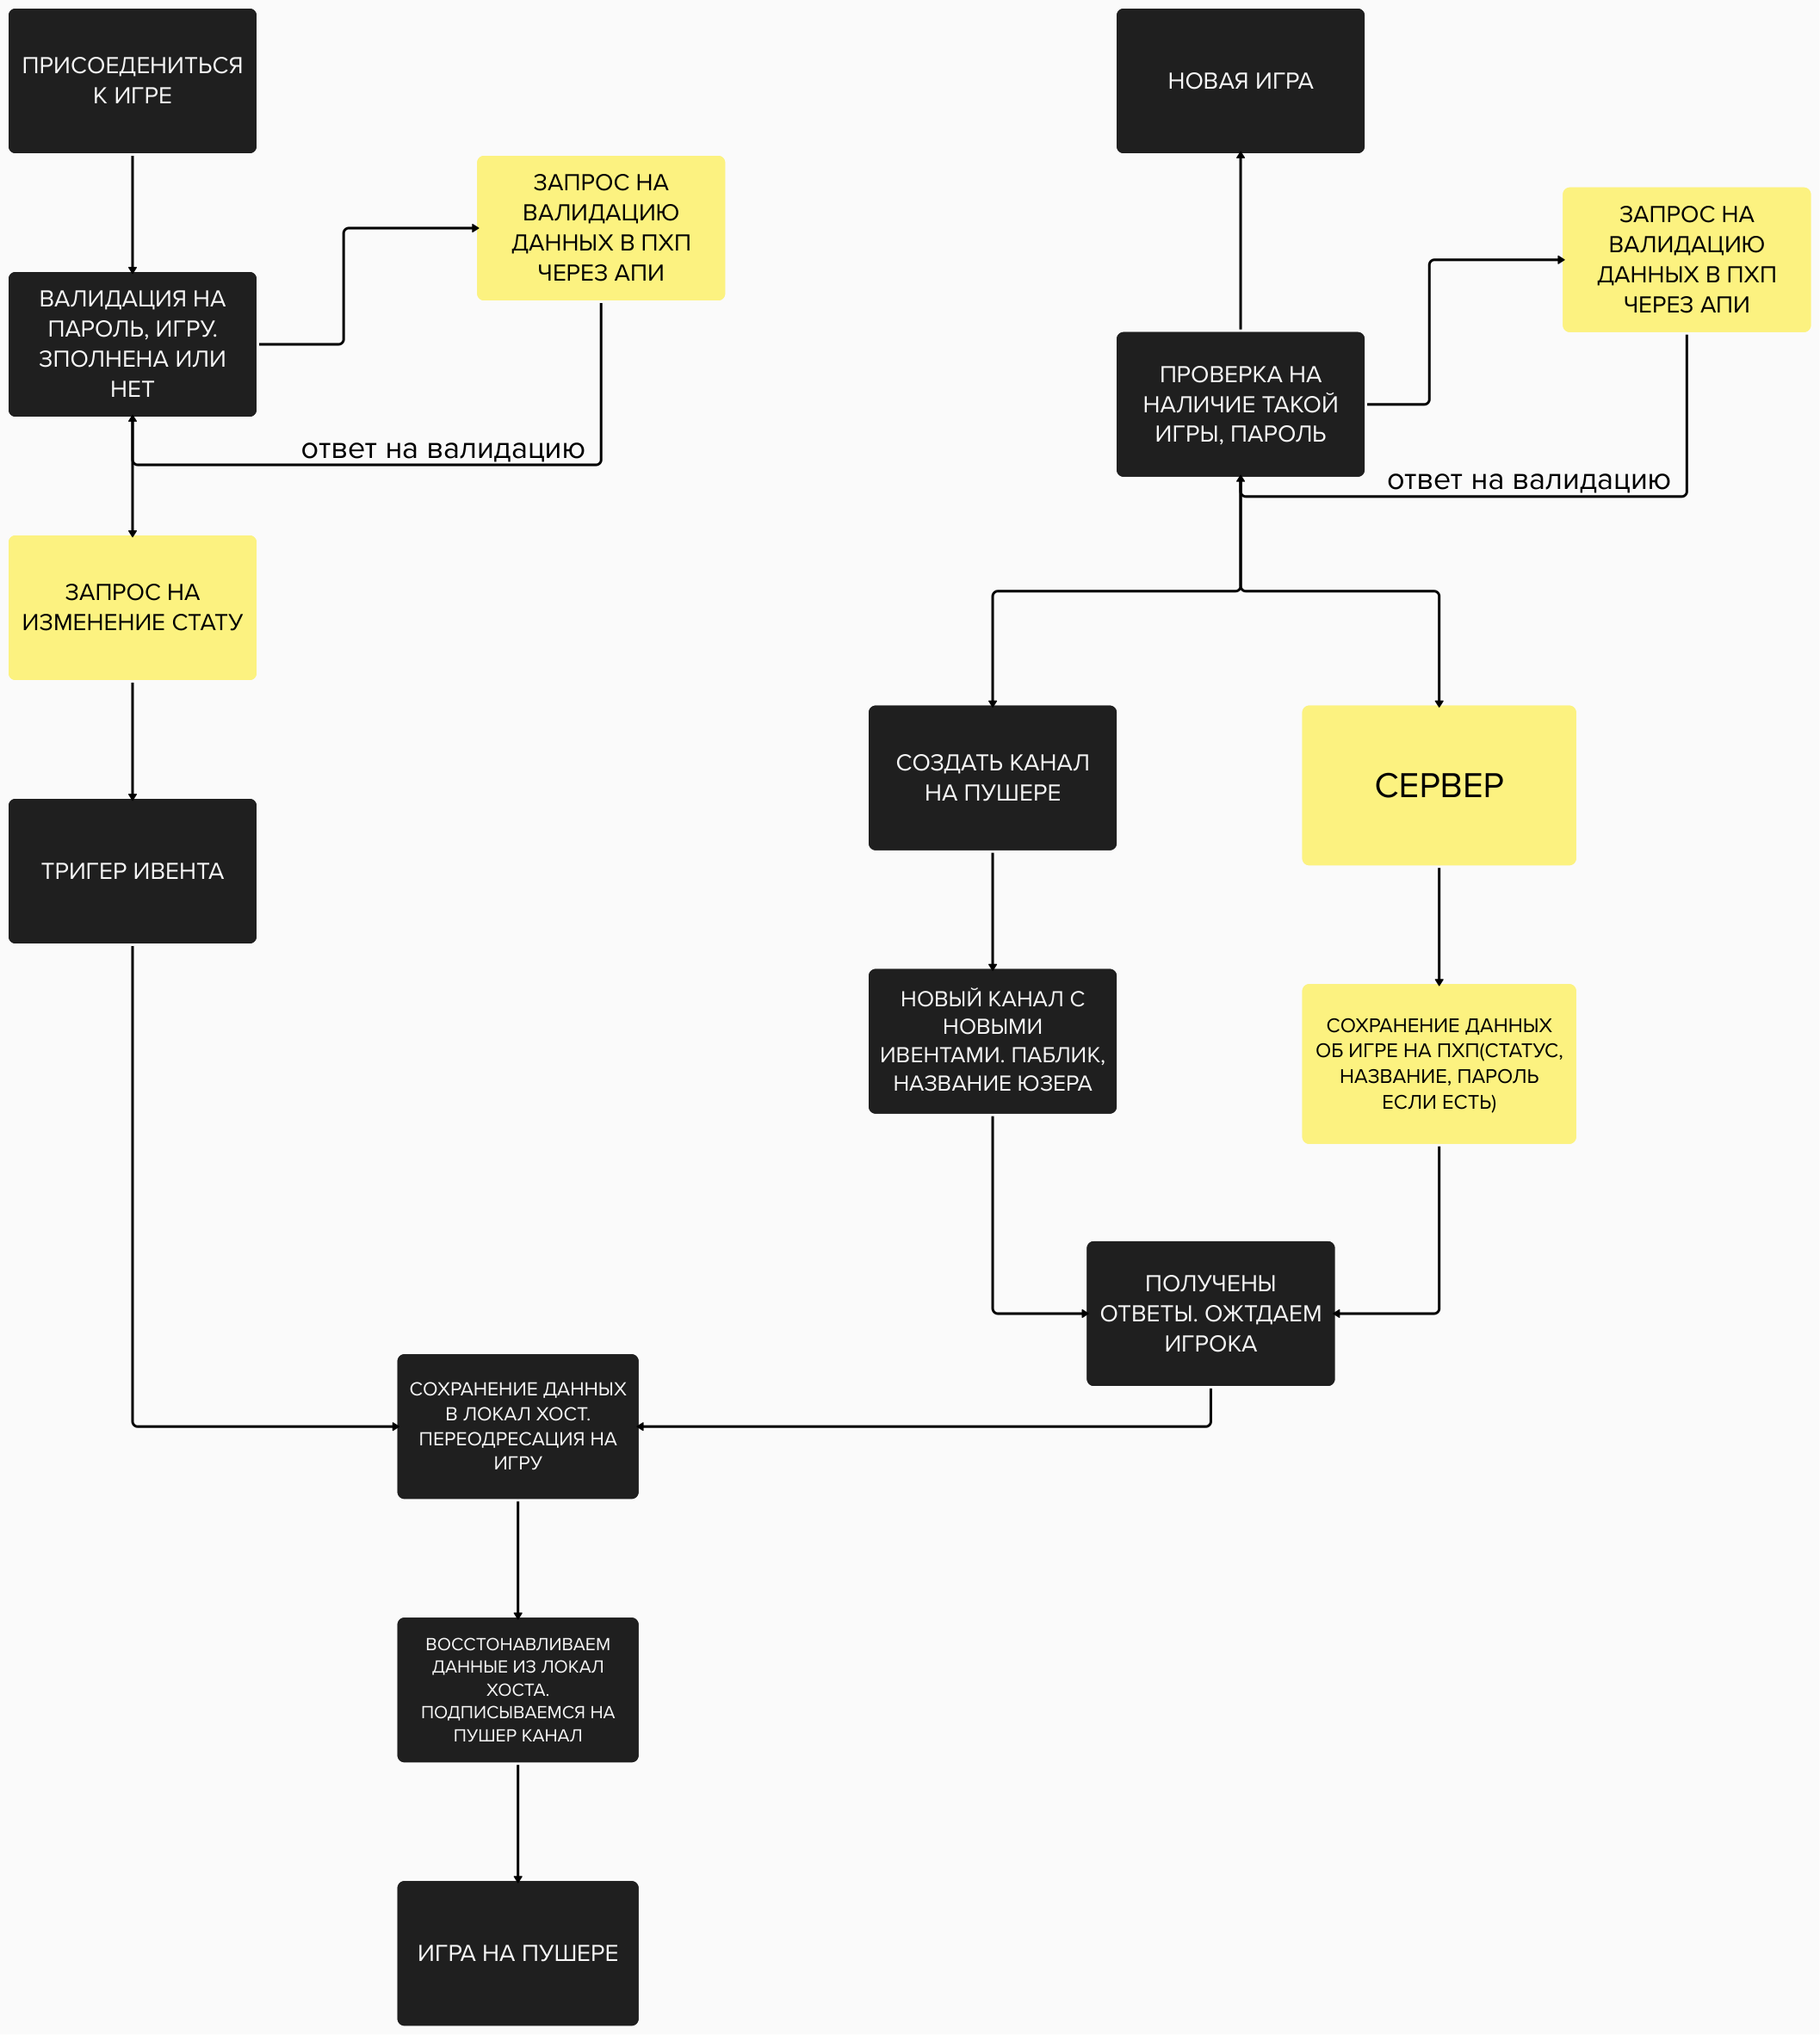 ПРИСОЕДЕНИТЬСЯ
К ИГРЕ
НОВАЯ ИГРА
ЗАПРОС НА
ВАЛИДАЦИЮ
ДАННЫХ В ПХП
ЧЕРЕЗ АПИ
ЗАПРОС НА
ВАЛИДАЦИЮ
ДАННЫХ В ПХП
ЧЕРЕЗ АПИ
ВАЛИДАЦИЯ НА
ПАРОЛЬ, ИГРУ.
ЗПОЛНЕНА ИЛИ
НЕТ
ПРОВЕРКА НА
НАЛИЧИЕ ТАКОЙ
ИГРЫ, ПАРОЛЬ
ответ на валидацию
ответ на валидацию
ЗАПРОС НА
ИЗМЕНЕНИЕ СТАТУ
СОЗДАТЬ КАНАЛ
НА ПУШЕРЕ
СЕРВЕР
ТРИГЕР ИВЕНТА
НОВЫЙ КАНАЛ С
НОВЫМИ
ИВЕНТАМИ. ПАБЛИК,
НАЗВАНИЕ ЮЗЕРА
СОХРАНЕНИЕ ДАННЫХ
ОБ ИГРЕ НА ПХП(СТАТУС,
НАЗВАНИЕ, ПАРОЛЬ
ЕСЛИ ЕСТЬ)
ПОЛУЧЕНЫ
ОТВЕТЫ. ОЖТДАЕМ
ИГРОКА
СОХРАНЕНИЕ ДАННЫХ
В ЛОКАЛ ХОСТ.
ПЕРЕОДРЕСАЦИЯ НА
ИГРУ
ВОССТОНАВЛИВАЕМ
ДАННЫЕ ИЗ ЛОКАЛ
ХОСТА.
ПОДПИСЫВАЕМСЯ НА
ПУШЕР КАНАЛ
ИГРА НА ПУШЕРЕ